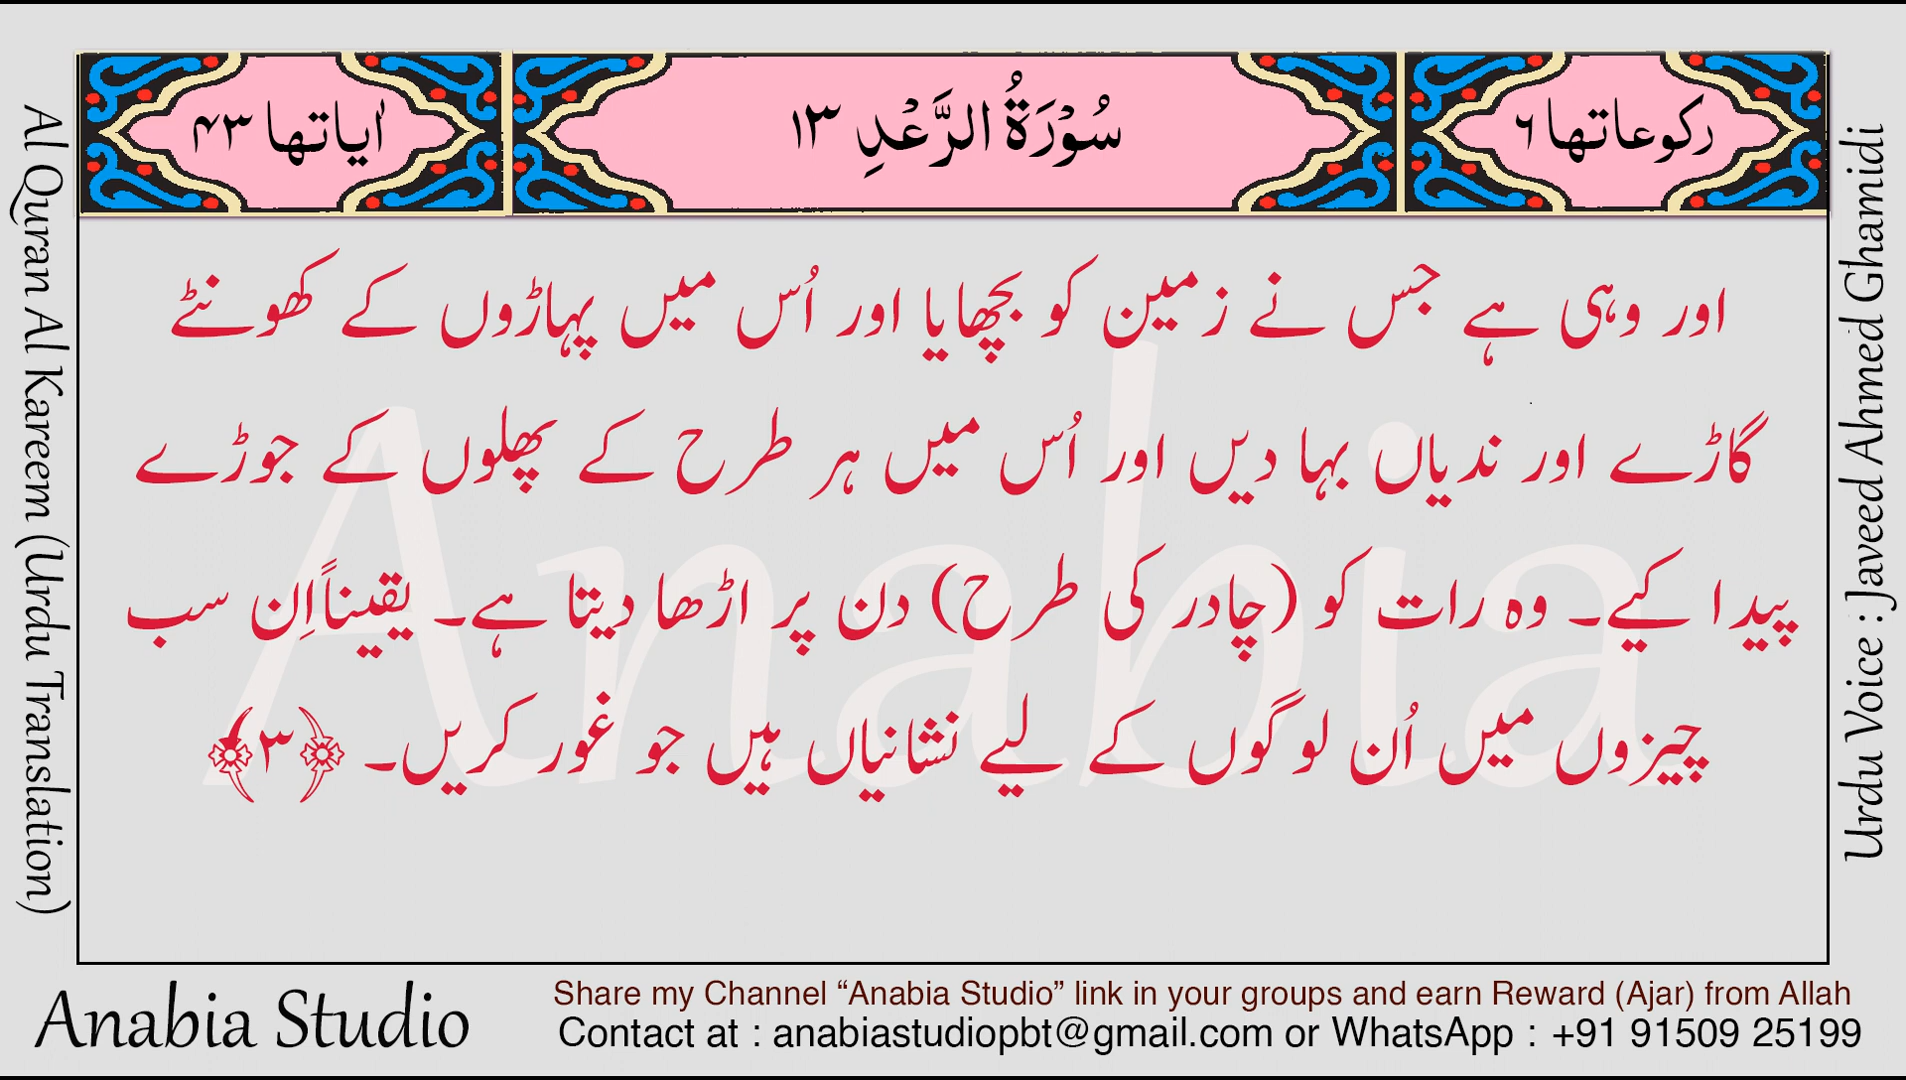 رکوعاتھا ۶
سُوْرَةُ الرَّعْدِ ۱۳
اٰیاتھا ۴۳
اور وہی ہے جس نے زمین کو بچھایا اور اُس میں پہاڑوں کے کھونٹے
گاڑے اور ندیاں بہا دیں اور اُس میں ہر طرح کے پھلوں کے جوڑے
پیدا کیے۔ وہ رات کو (چادر کی طرح) دن پر اڑھا دیتا ہے۔ یقیناًاِن سب
چیزوں میں اُن لوگوں کے لیے نشانیاں ہیں جو غور کریں۔ ﴿۳﴾
Al Quran Al Kareem (Urdu Translation)
Urdu Voice : Javeed Ahmed Ghamidi
Anabia
Anabia Studio
Share my Channel “Anabia Studio” link in your groups and earn Reward (Ajar) from Allah
Contact at : anabiastudiopbt@gmail.com or WhatsApp : +91 91509 25199